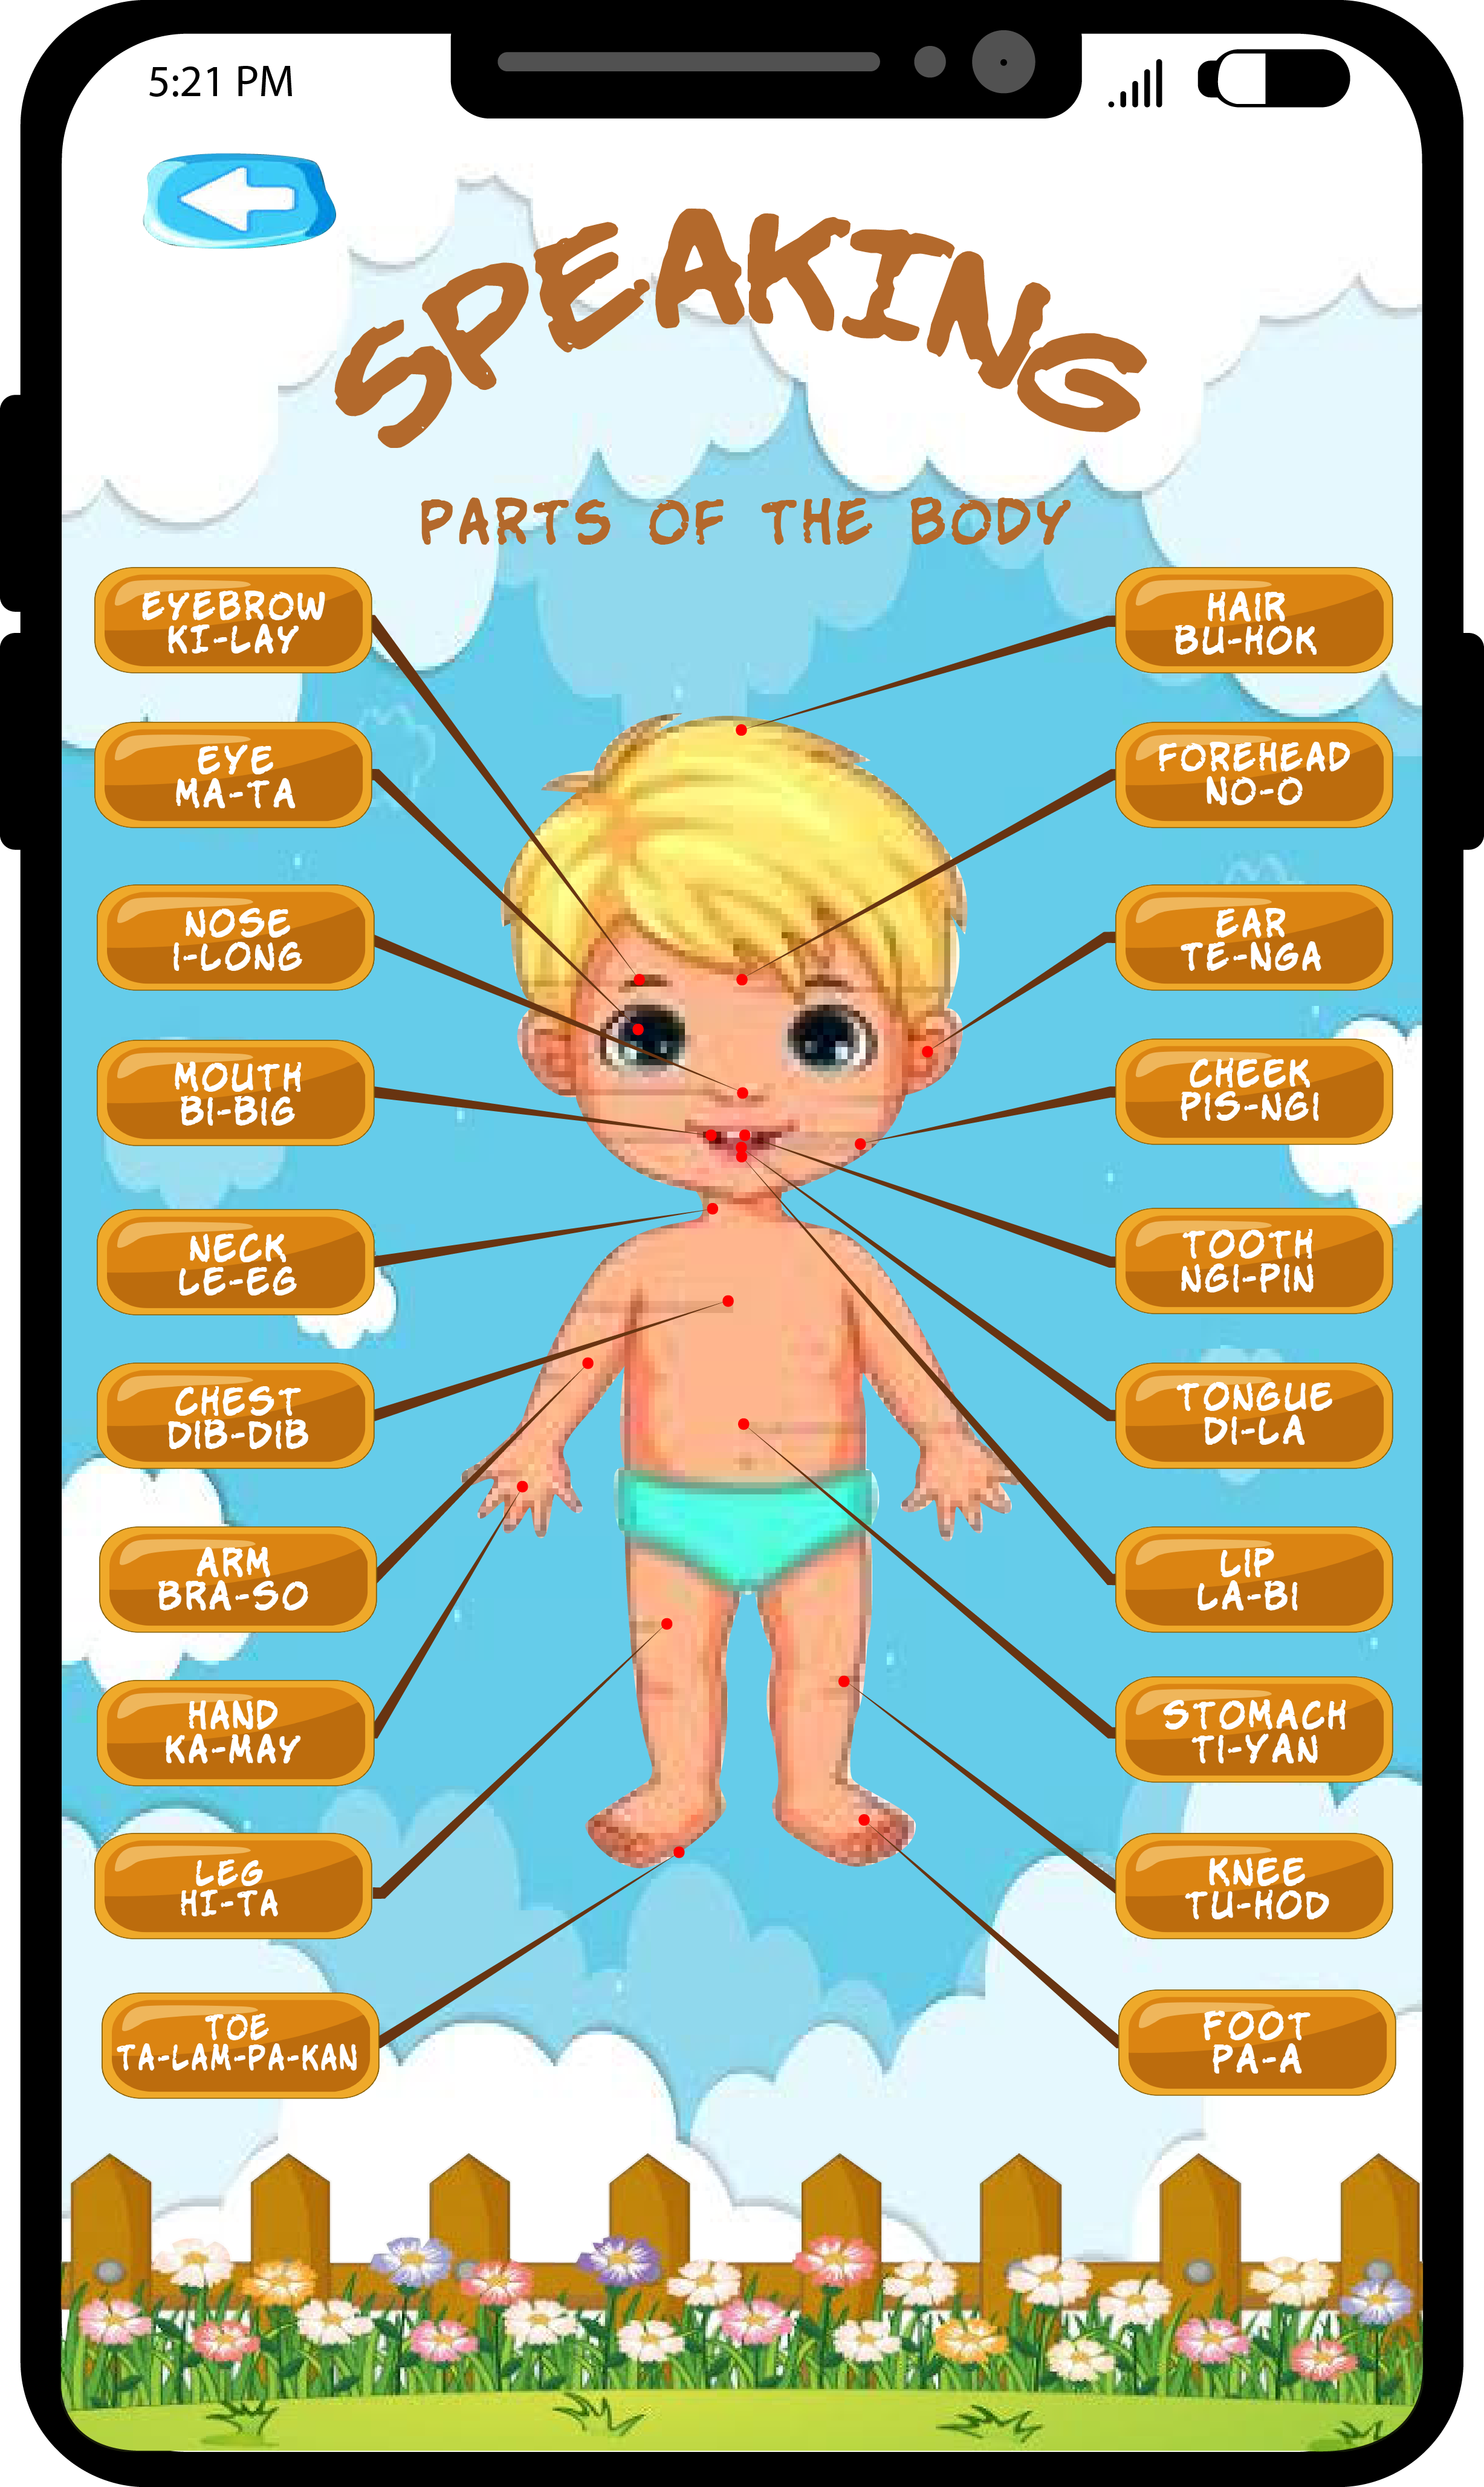 5:21 PM
SPEAKING
PARTS OF THE BODY
EYEBROW
KI-LAY
EYE
MA-TA
NOSE
I-LONG
MOUTH
BI-BIG
NECK
LE-EG
CHEST
DIB-DIB
ARM
BRA-SO
HAND
KA-MAY
LEG
HI-TA
TOE
TA-LAM-PA-KAN
HAIR
BU-HOK
FOREHEAD
NO-O
EAR
TE-NGA
CHEEK
PIS-NGI
TOOTH
NGI-PIN
TONGUE
DI-LA
LIP
LA-BI
STOMACH
TI-YAN
KNEE
TU-HOD
FOOT
PA-A